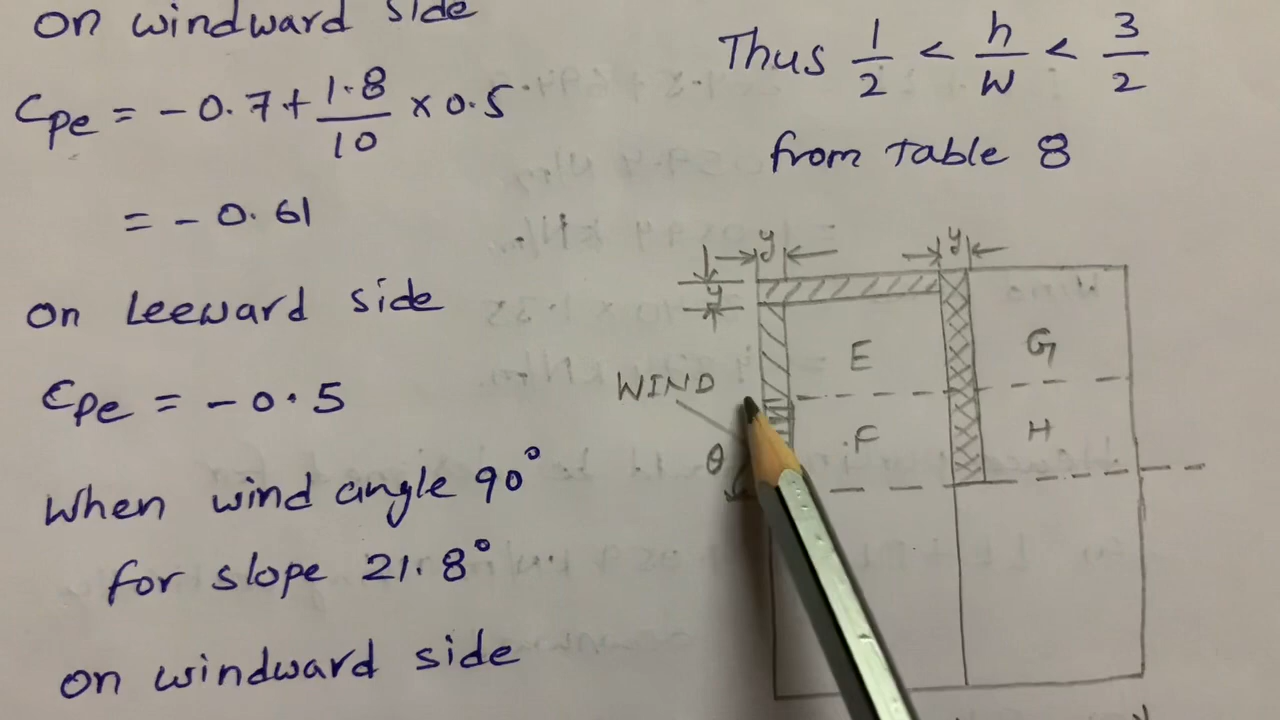 on windward side
Cpe = - 0.7 + 1.8/10 x 0.5
= - 0.61
on Leeward side
Cpe = - 0.5
when wind angle 90°
for slope 21.8°
on windward side
Thus 1/2 < h/w < 3/2
from Table 8
y y
y
E G
WIND
F H
θ